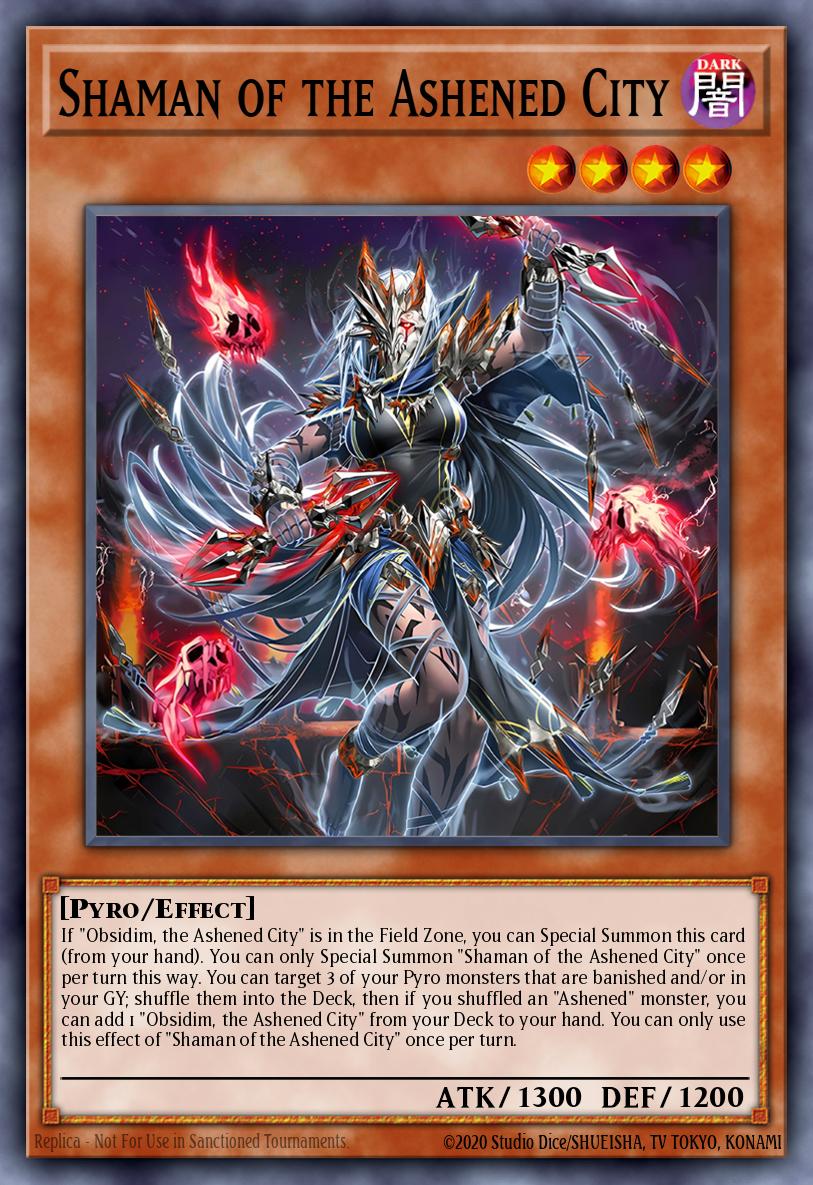 Shaman of the Ashened City
DARK
闇
[Pyro/Effect]
If "Obsidim, the Ashened City" is in the Field Zone, you can Special Summon this card
(from your hand). You can only Special Summon "Shaman of the Ashened City" once
per turn this way. You can target 3 of your Pyro monsters that are banished and/or in
your GY; shuffle them into the Deck, then if you shuffled an "Ashened" monster, you
can add 1 "Obsidim, the Ashened City" from your Deck to your hand. You can only use
this effect of "Shaman of the Ashened City" once per turn.
ATK/1300 DEF/1200
Replica - Not For Use in Sanctioned Tournaments.
©2020 Studio Dice/SHUEISHA, TV TOKYO, KONAMI